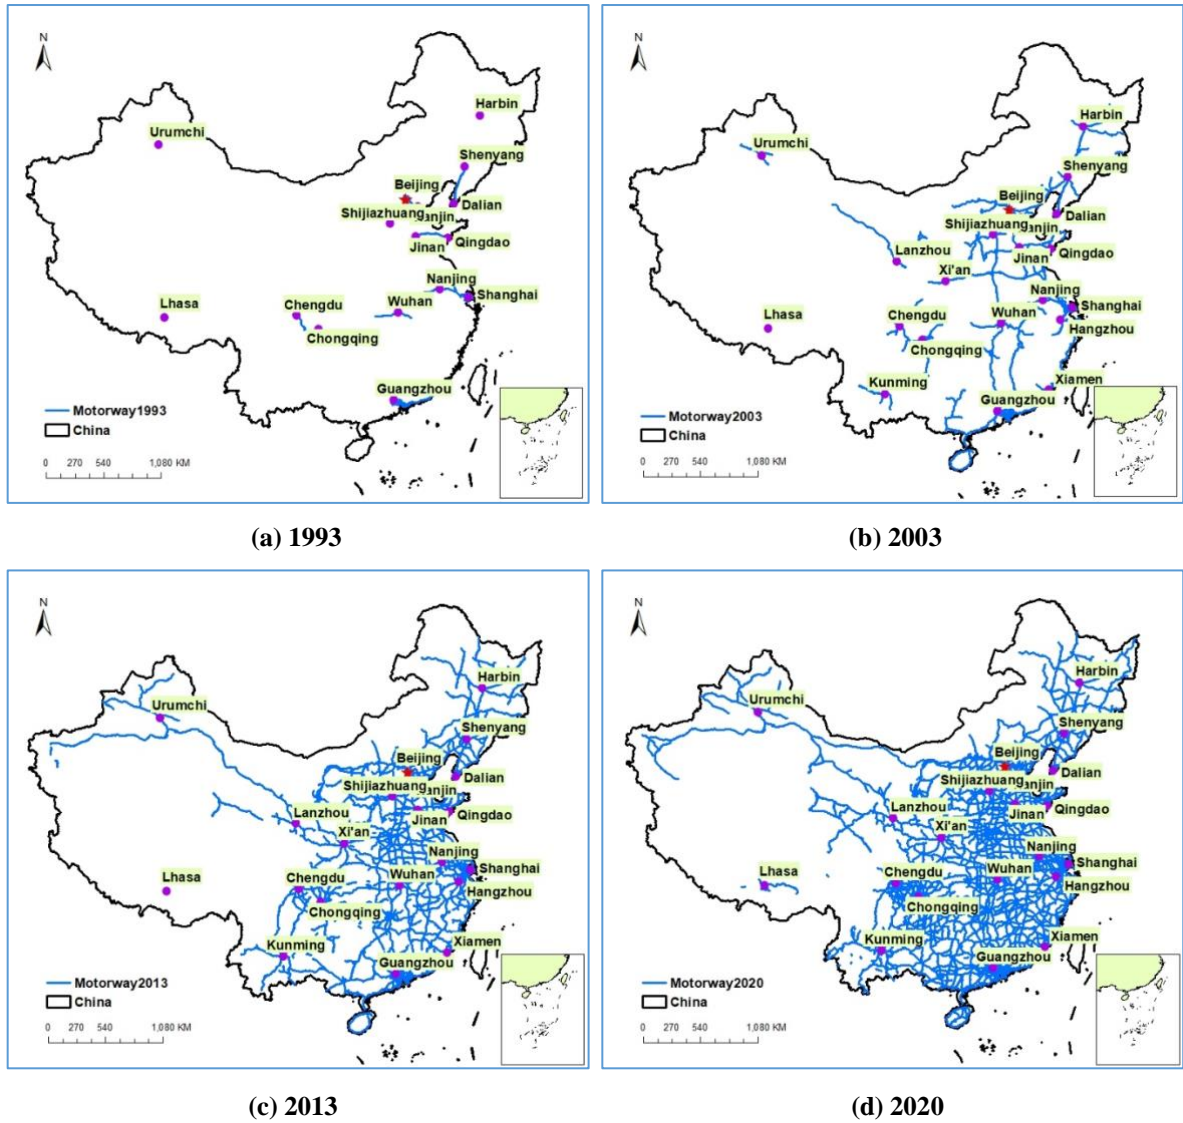 N
Harbin
Urumchi
Shenyang
Beijing
Dalian
Shijiazhuang
anjin
Jinan
Qingdao
Nanjing
Shanghai
Lhasa
Chengdu
Wuhan
Chongqing
Guangzhou
Motorway1993
China
0 270 540 1,080 KM
(a) 1993
N
Harbin
Urumchi
Shenyang
Beijing
Dalian
Shijiazhuang
anjin
Jinan
Qingdao
Lanzhou
Xi'an
Nanjing
Shanghai
Lhasa
Chengdu
Wuhan
Hangzhou
Chongqing
Kunming
Xiamen
Guangzhou
Motorway2003
China
0 270 540 1,080 KM
(b) 2003
N
Harbin
Urumchi
Shenyang
Beijing
Dalian
Shijiazhuang
anjin
Jinan
Qingdao
Lanzhou
Xi'an
Nanjing
Shanghai
Lhasa
Chengdu
Wuhan
Hangzhou
Chongqing
Kunming
Xiamen
Guangzhou
Motorway2013
China
0 270 540 1,080 KM
(c) 2013
N
Harbin
Urumchi
Shenyang
Beijing
Dalian
Shijiazhuang
anjin
Jinan
Qingdao
Lanzhou
Xi'an
Nanjing
Shanghai
Lhasa
Chengdu
Wuhan
Hangzhou
Chongqing
Kunming
Xiamen
Guangzhou
Motorway2020
China
0 270 540 1,080 KM
(d) 2020